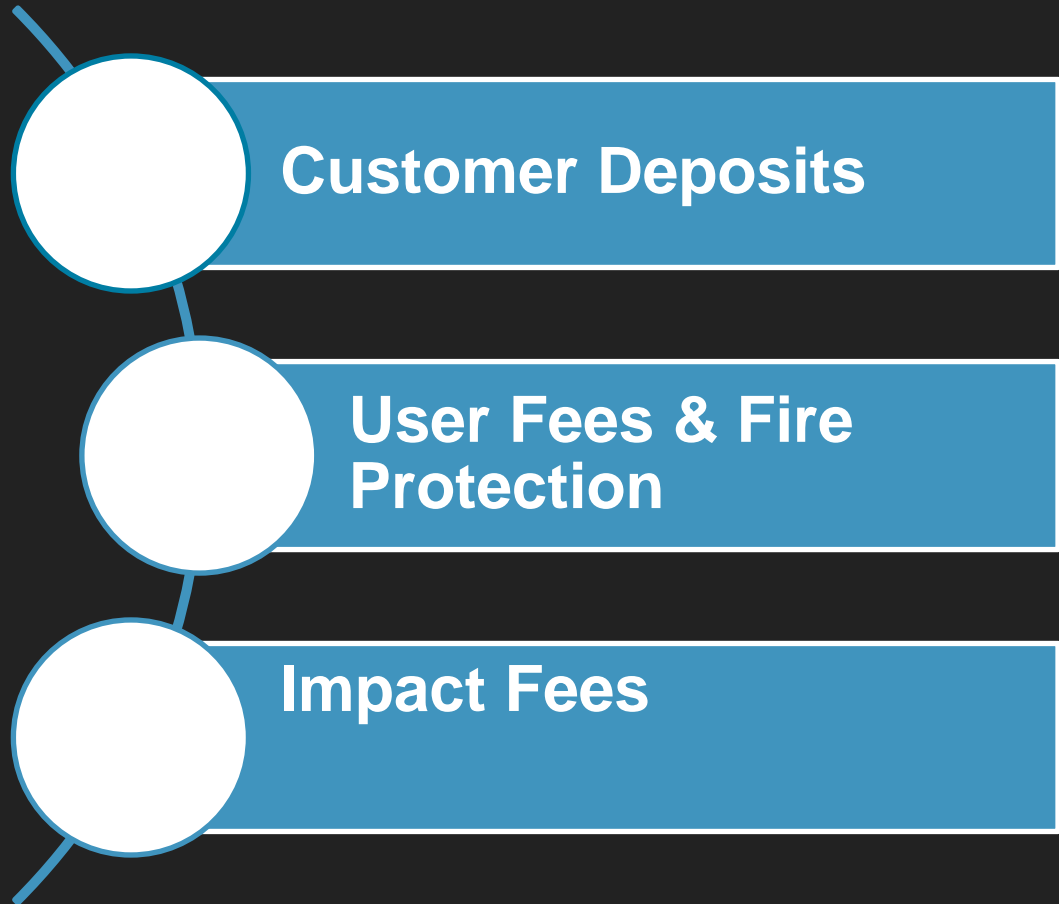 Customer Deposits
User Fees & Fire
Protection
Impact Fees